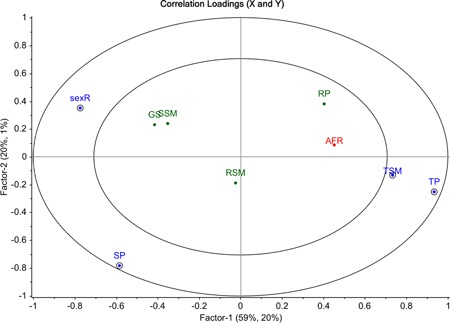 Correlation Loadings (X and Y)
1
0.8
0.6
0.4
0.2
0
-0.2
-0.4
-0.6
-0.8
-1
Factor-2 (20%, 1%)
sexR
RP
GS
SSM
AFR
RSM
TSM
TP
SP
-1
-0.8
-0.6
-0.4
-0.2
0
0.2
0.4
0.6
0.8
1
Factor-1 (59%, 20%)